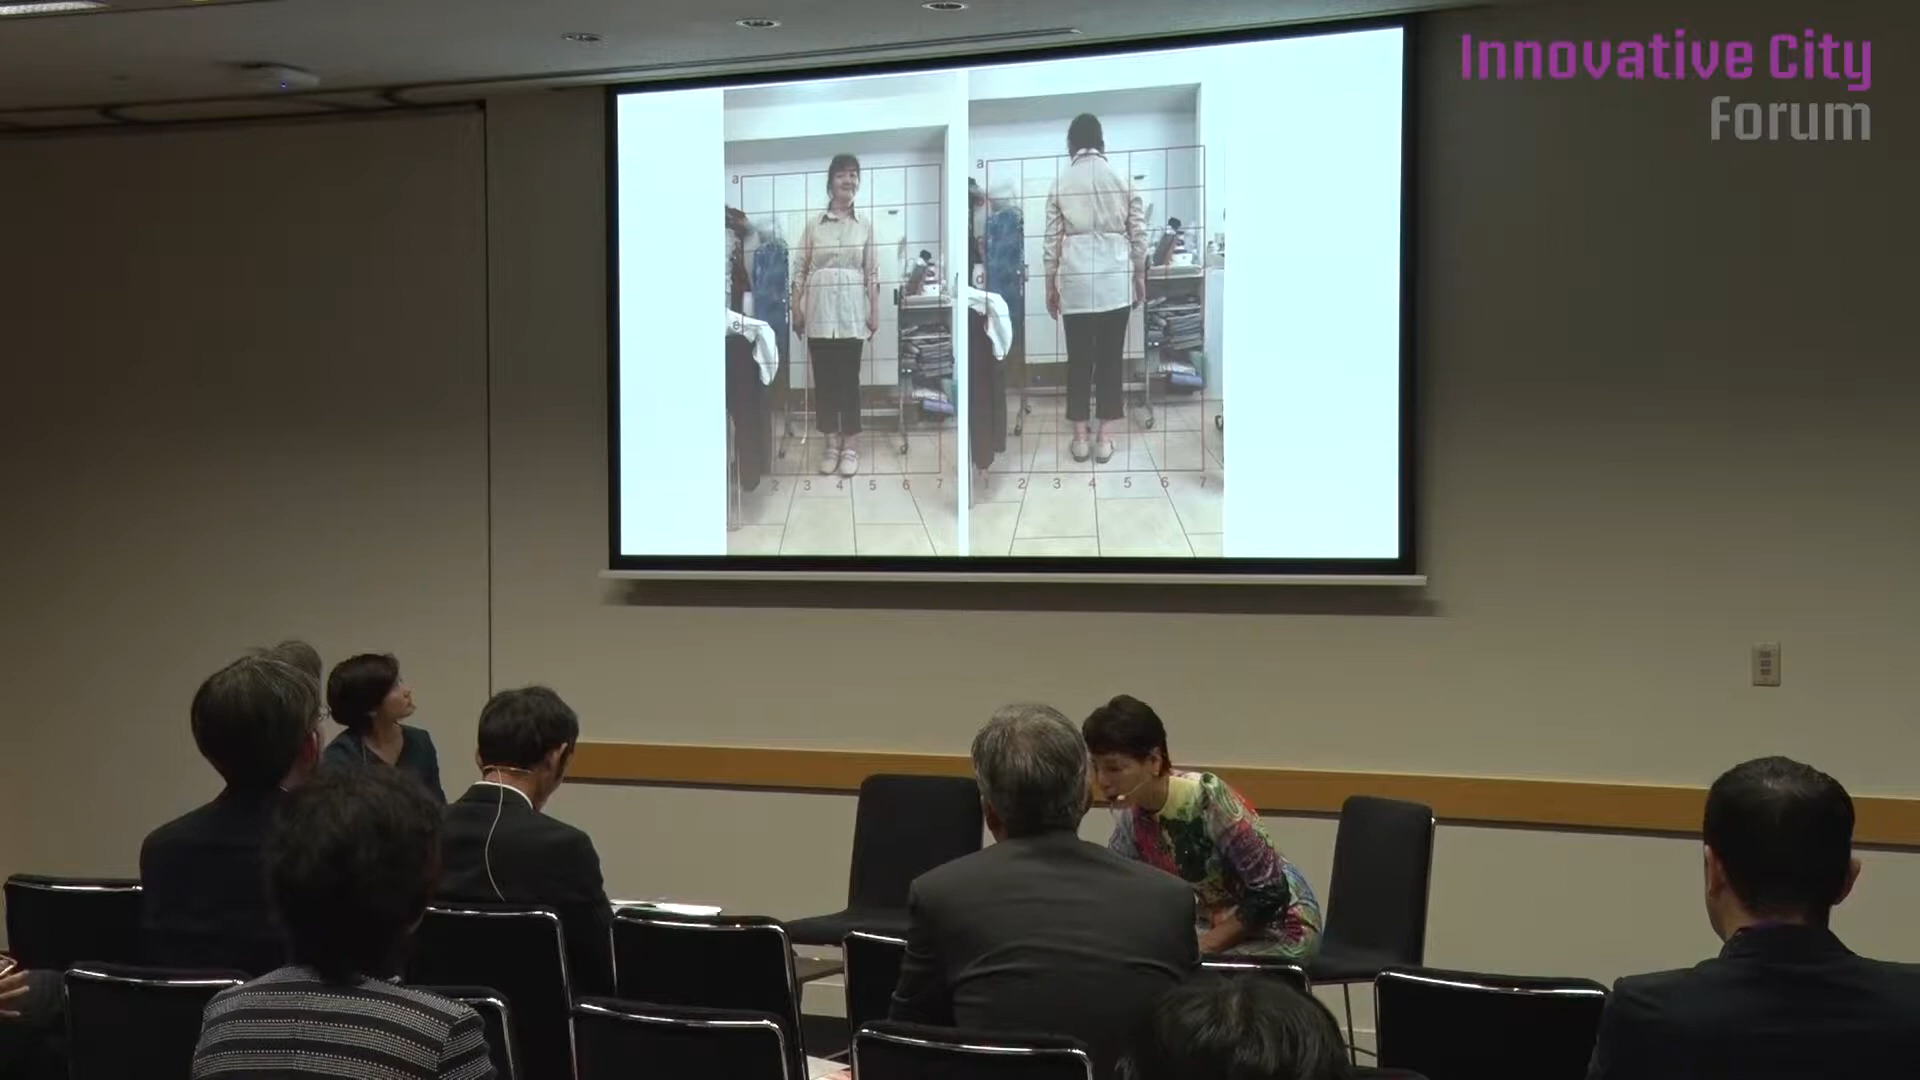 Innovative City
Forum
a
e
2 3 4 5 6 7
a
d
1 2 3 4 5 6 7